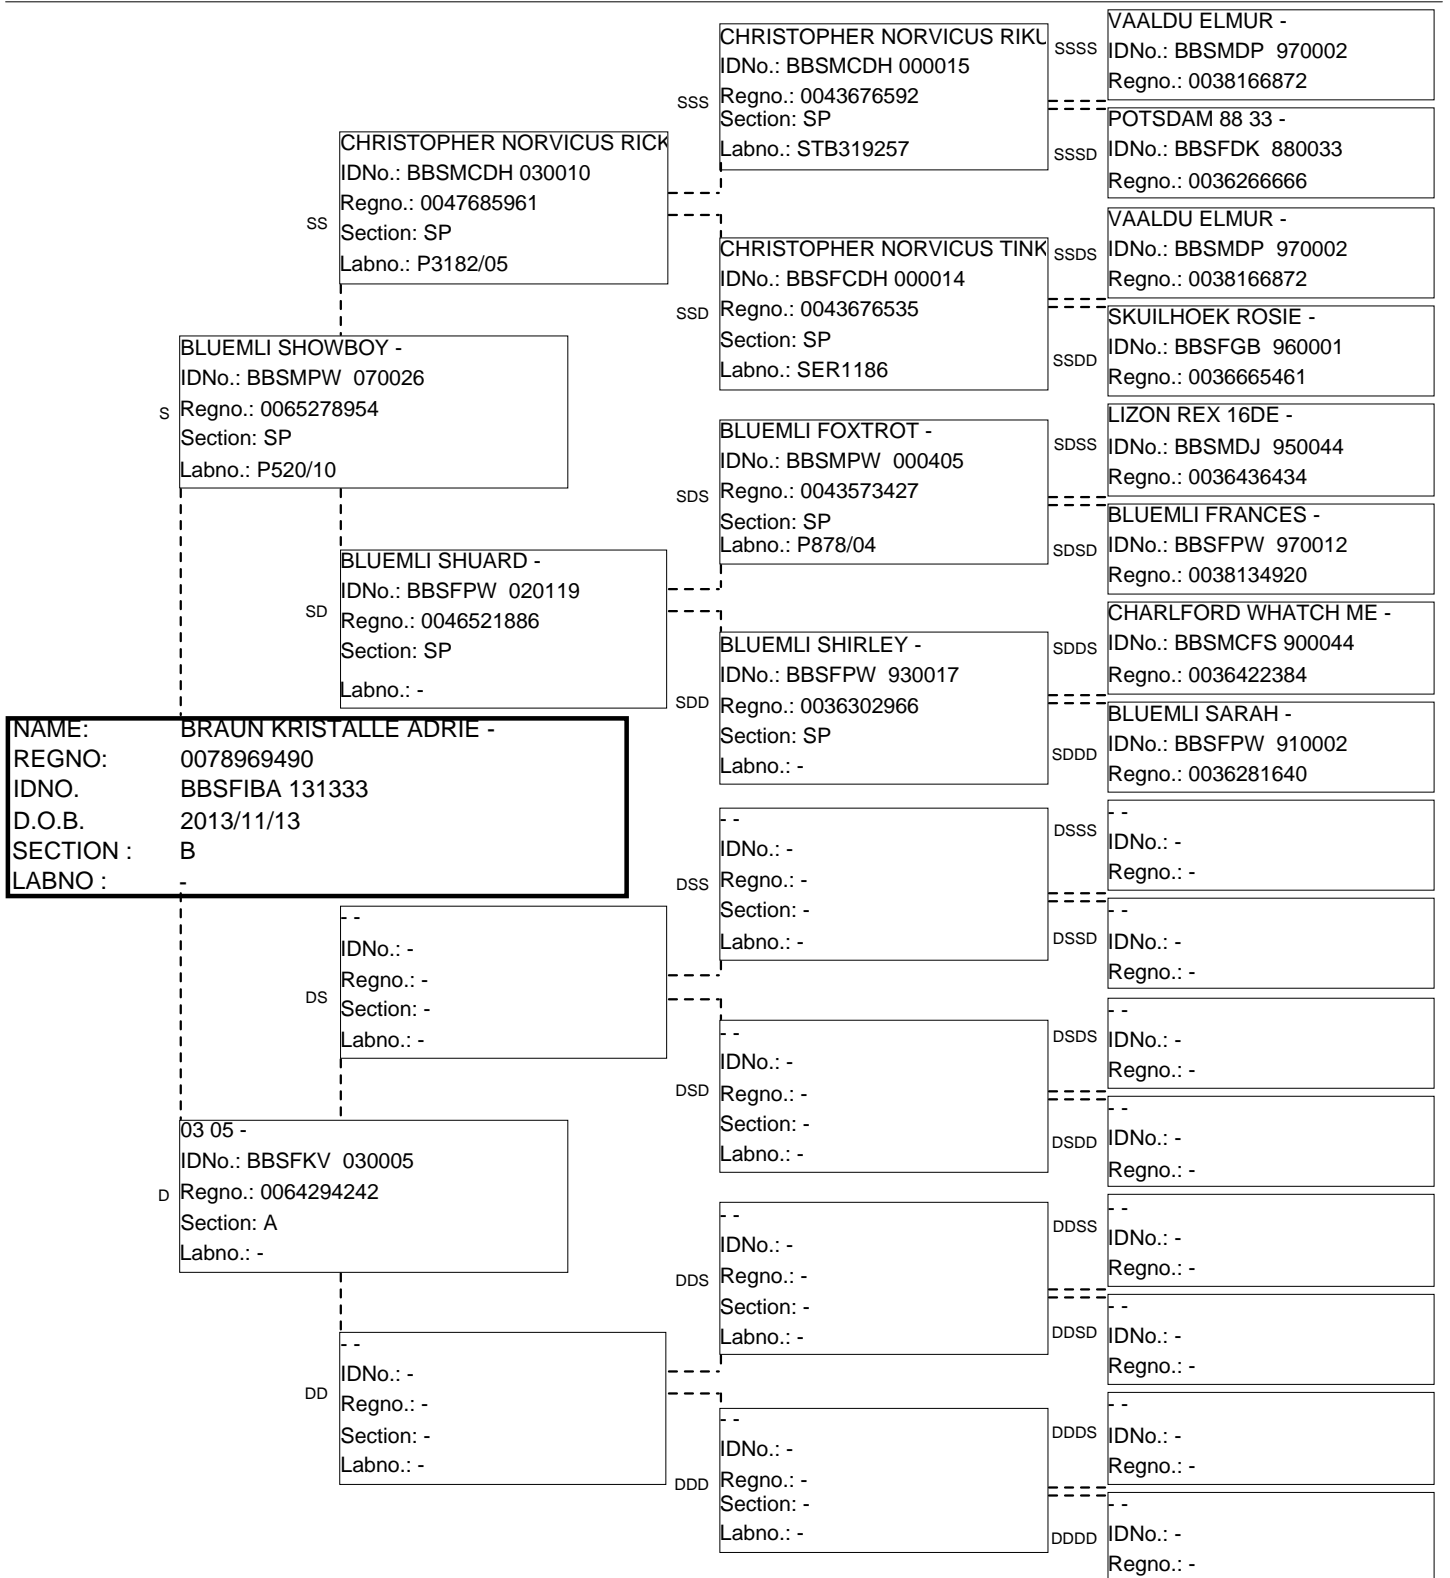 CHRISTOPHER NORVICUS RIKU
IDNo.: BBSMCDH 000015
SSS Regno.: 0043676592
Section: SP
Labno.: STB319257
VAALDU ELMUR -
SSSS IDNo.: BBSMDP  970002
Regno.: 0038166872
POTSDAM 88 33 -
SSSD IDNo.: BBSFDK  880033
Regno.: 0036266666
CHRISTOPHER NORVICUS RICK
IDNo.: BBSMCDH 030010
Regno.: 0047685961
SS Section: SP
Labno.: P3182/05
CHRISTOPHER NORVICUS TINK
IDNo.: BBSFCDH 000014
SSD Regno.: 0043676535
Section: SP
Labno.: SER1186
VAALDU ELMUR -
SSDS IDNo.: BBSMDP  970002
Regno.: 0038166872
SKUILHOEK ROSIE -
SSDD IDNo.: BBSFGB  960001
Regno.: 0036665461
BLUEMLI SHOWBOY -
IDNo.: BBSMPW  070026
S Regno.: 0065278954
Section: SP
Labno.: P520/10
BLUEMLI FOXTROT -
IDNo.: BBSMPW  000405
SDS Regno.: 0043573427
Section: SP
Labno.: P878/04
LIZON REX 16DE -
SDSS IDNo.: BBSMDJ  950044
Regno.: 0036436434
BLUEMLI FRANCES -
SDSD IDNo.: BBSFPW  970012
Regno.: 0038134920
BLUEMLI SHUARD -
IDNo.: BBSFPW  020119
SD Regno.: 0046521886
Section: SP
Labno.: -
BLUEMLI SHIRLEY -
IDNo.: BBSFPW  930017
SDD Regno.: 0036302966
Section: SP
Labno.: -
CHARLFORD WHATCH ME -
SDDS IDNo.: BBSMCFS 900044
Regno.: 0036422384
BLUEMLI SARAH -
SDDD IDNo.: BBSFPW  910002
Regno.: 0036281640
NAME: BRAUN KRISTALLE ADRIE -
REGNO: 0078969490
IDNO. BBSFIBA 131333
D.O.B. 2013/11/13
SECTION : B
LABNO : -
- -
IDNo.: -
DSS Regno.: -
Section: -
Labno.: -
- -
DSSS IDNo.: -
Regno.: -
- -
DSSD IDNo.: -
Regno.: -
- -
IDNo.: -
Regno.: -
DS Section: -
Labno.: -
- -
IDNo.: -
DSD Regno.: -
Section: -
Labno.: -
- -
DSDS IDNo.: -
Regno.: -
- -
DSDD IDNo.: -
Regno.: -
03 05 -
IDNo.: BBSFKV  030005
D Regno.: 0064294242
Section: A
Labno.: -
- -
IDNo.: -
DDS Regno.: -
Section: -
Labno.: -
- -
DDSS IDNo.: -
Regno.: -
- -
DDSD IDNo.: -
Regno.: -
- -
IDNo.: -
DD Regno.: -
Section: -
Labno.: -
- -
IDNo.: -
DDD Regno.: -
Section: -
Labno.: -
- -
DDDS IDNo.: -
Regno.: -
- -
DDDD IDNo.: -
Regno.: -